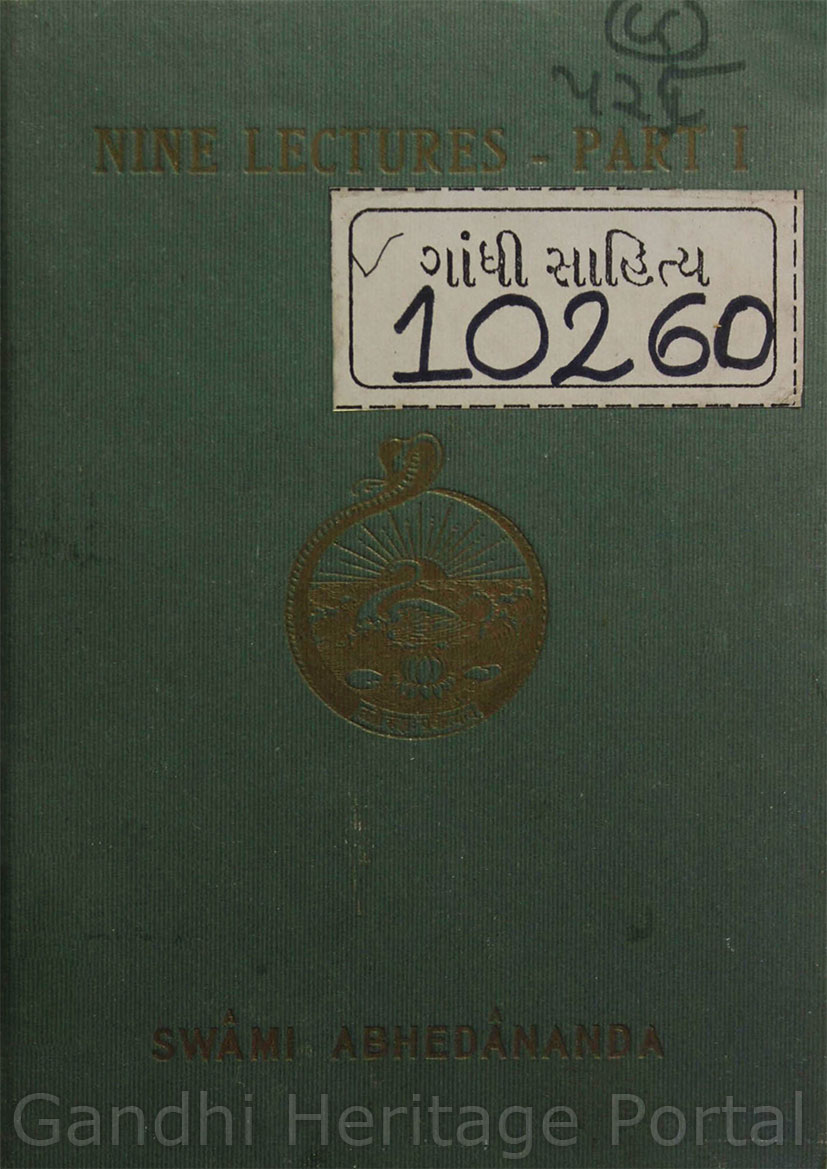 ૫૨૬
NINE LECTURES - PART I
ગાંધી સાહિત્ય
10260
SWÂMI ABHEDÂNANDA
Gandhi Heritage Portal